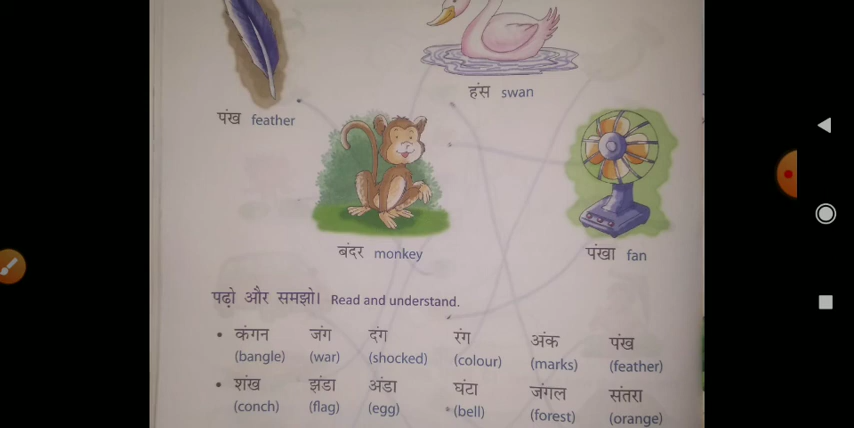 हंस swan
पंख feather
बंदर monkey
पंखा fan
पढ़ो और समझो। Read and understand.
• कंगन जंग दंग रंग अंक पंख
(bangle) (war) (shocked) (colour) (marks) (feather)
• शंख झंडा अंडा घंटा जंगल संतरा
(conch) (flag) (egg) (bell) (forest) (orange)